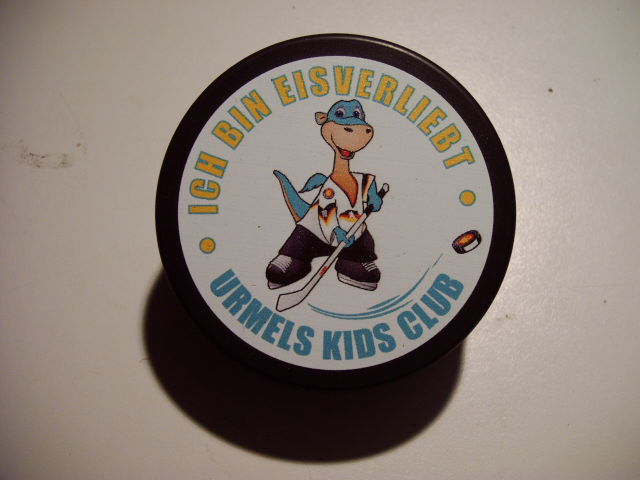 ICH BIN EISVERLIEBT
URMELS KIDS CLUB